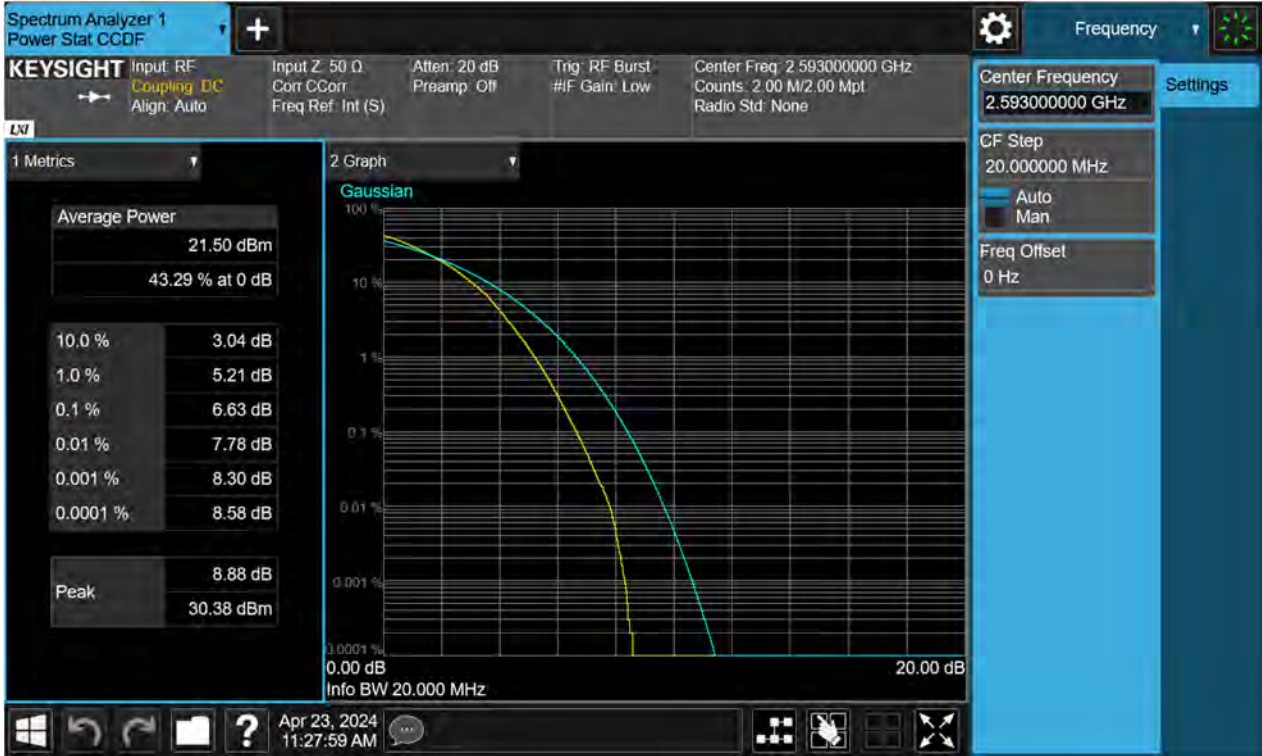 Spectrum Analyzer 1
Power Stat CCDF
+
Frequency
KEYSIGHT
Input: RF
Coupling: DC
Align: Auto
Input Z: 50 Ω
Corr CCorr
Freq Ref: Int (S)
Atten: 20 dB
Preamp: Off
Trig: RF Burst
#IF Gain: Low
Center Freq: 2.593000000 GHz
Counts: 2.00 M/2.00 Mpt
Radio Std: None
LXI
Center Frequency
2.593000000 GHz
Settings
CF Step
20.000000 MHz
Auto
Man
Freq Offset
0 Hz
1 Metrics
Average Power
21.50 dBm
43.29 % at 0 dB
10.0 % 3.04 dB
1.0 % 5.21 dB
0.1 % 6.63 dB
0.01 % 7.78 dB
0.001 % 8.30 dB
0.0001 % 8.58 dB
Peak
8.88 dB
30.38 dBm
2 Graph
Gaussian
100 %
10 %
1 %
0.1 %
0.01 %
0.001 %
0.0001 %
0.00 dB 20.00 dB
Info BW 20.000 MHz
?
Apr 23, 2024
11:27:59 AM